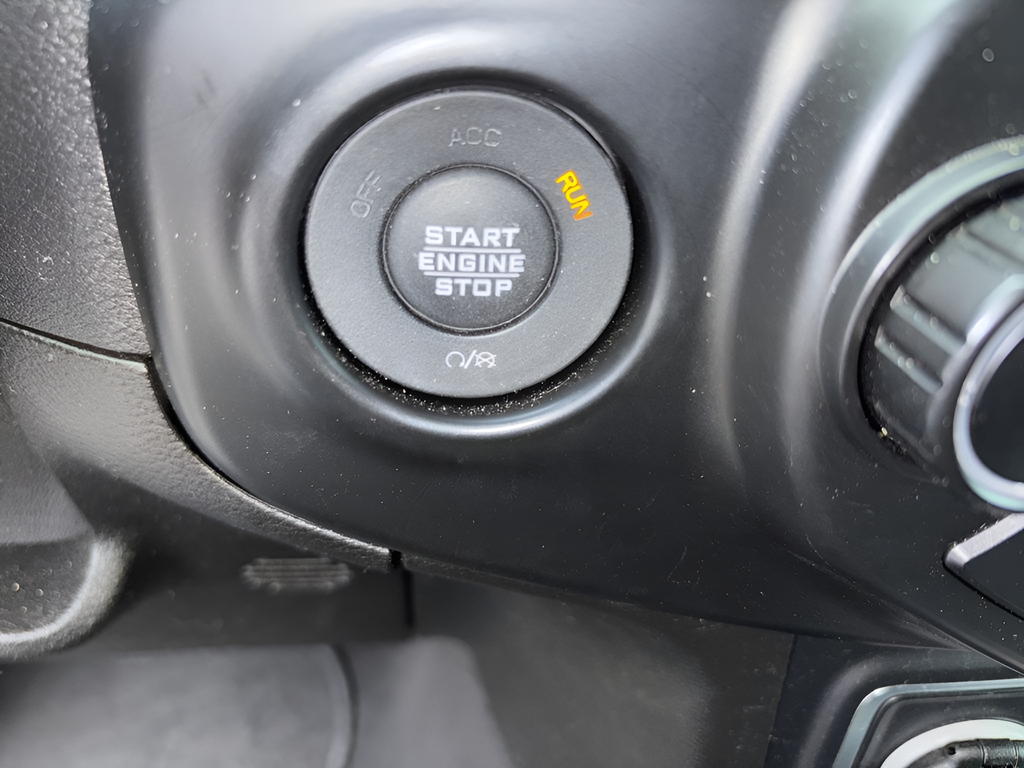 ACC
OFF
RUN
START
ENGINE
STOP